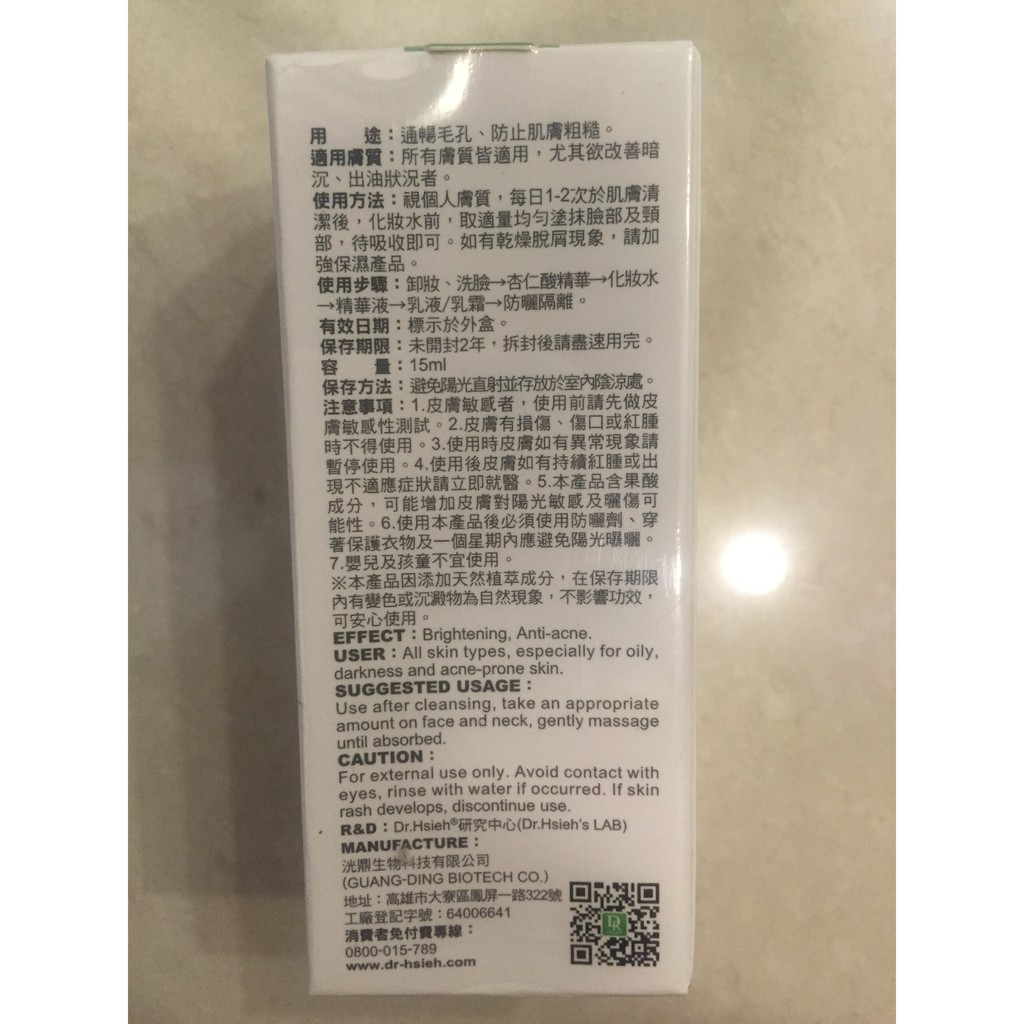 用　　途：通暢毛孔、防止肌膚粗糙。
適用膚質：所有膚質皆適用，尤其欲改善暗
沉、出油狀況者。
使用方法：視個人膚質，每日1-2次於肌膚清
潔後，化妝水前，取適量均勻塗抹臉部及頸
部，待吸收即可。如有乾燥脫屑現象，請加
強保濕產品。
使用步驟：卸妝、洗臉→杏仁酸精華→化妝水
→精華液→乳液/乳霜→防曬隔離。
有效日期：標示於外盒。
保存期限：未開封2年，拆封後請盡速用完。
容　　量：15ml
保存方法：避免陽光直射並存放於室內陰涼處。
注意事項：1.皮膚敏感者，使用前請先做皮
膚敏感性測試。2.皮膚有損傷、傷口或紅腫
時不得使用。3.使用時皮膚如有異常現象請
暫停使用。4.使用後皮膚如有持續紅腫或出
現不適應症狀請立即就醫。5.本產品含果酸
成分，可能增加皮膚對陽光敏感及曬傷可
能性。6.使用本產品後必須使用防曬劑、穿
著保護衣物及一個星期內應避免陽光曝曬。
7.嬰兒及孩童不宜使用。
※本產品因添加天然植萃成分，在保存期限
內有變色或沉澱物為自然現象，不影響功效，
可安心使用。
EFFECT：Brightening, Anti-acne.
USER：All skin types, especially for oily,
darkness and acne-prone skin.
SUGGESTED USAGE：
Use after cleansing, take an appropriate
amount on face and neck, gently massage
until absorbed.
CAUTION：
For external use only. Avoid contact with
eyes, rinse with water if occurred. If skin
rash develops, discontinue use.
R&D：Dr.Hsieh®研究中心(Dr.Hsieh's LAB)
MANUFACTURE：
洸鼎生物科技有限公司
(GUANG-DING BIOTECH CO.)
地址：高雄市大寮區鳳屏一路322號
工廠登記字號：64006641
消費者免付費專線：
0800-015-789
www.dr-hsieh.com
DR